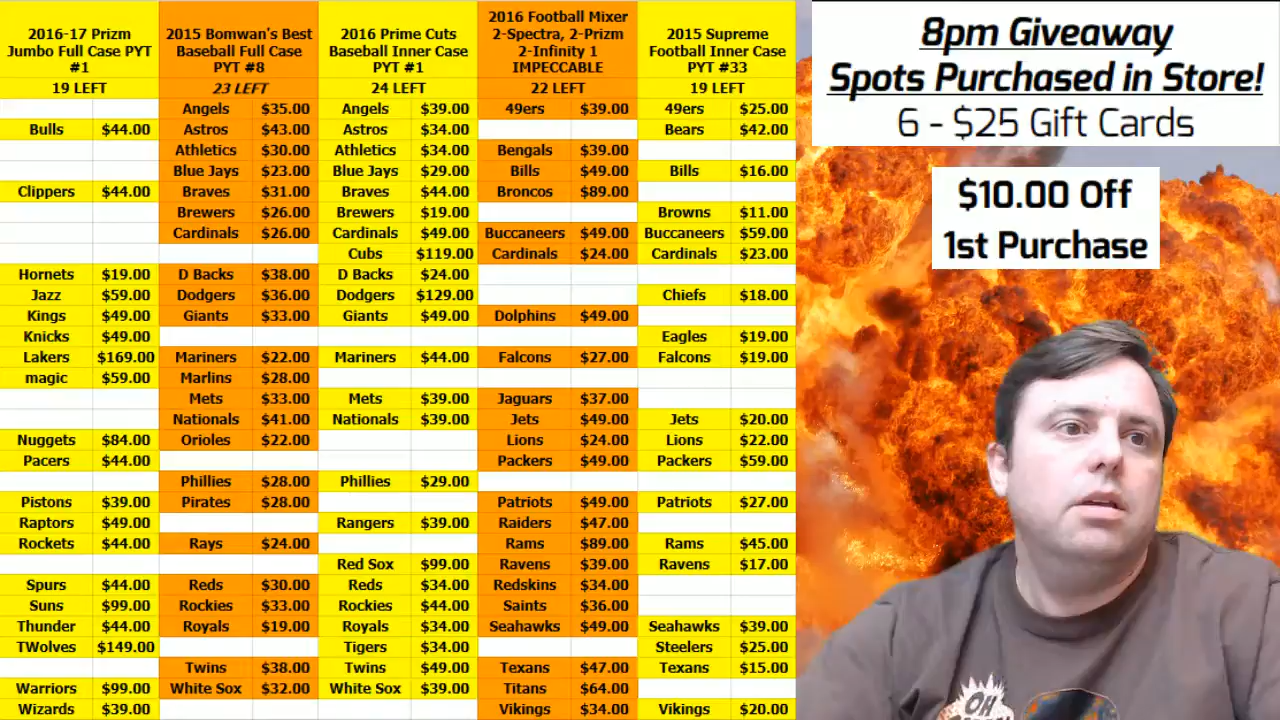 2016-17 Prizm
Jumbo Full Case PYT
#1
19 LEFT
Bulls $44.00
Clippers $44.00
Hornets $19.00
Jazz $59.00
Kings $49.00
Knicks $49.00
Lakers $169.00
magic $59.00
Nuggets $84.00
Pacers $44.00
Pistons $39.00
Raptors $49.00
Rockets $44.00
Spurs $44.00
Suns $99.00
Thunder $44.00
TWolves $149.00
Warriors $99.00
Wizards $39.00
2015 Bomwan's Best
Baseball Full Case
PYT #8
23 LEFT
Angels $35.00
Astros $43.00
Athletics $30.00
Blue Jays $23.00
Braves $31.00
Brewers $26.00
Cardinals $26.00
D Backs $38.00
Dodgers $36.00
Giants $33.00
Mariners $22.00
Marlins $28.00
Mets $33.00
Nationals $41.00
Orioles $22.00
Phillies $28.00
Pirates $28.00
Rays $24.00
Reds $30.00
Rockies $33.00
Royals $19.00
Twins $38.00
White Sox $32.00
2016 Prime Cuts
Baseball Inner Case
PYT #1
24 LEFT
Angels $39.00
Astros $34.00
Athletics $34.00
Blue Jays $29.00
Braves $44.00
Brewers $19.00
Cardinals $49.00
Cubs $119.00
D Backs $24.00
Dodgers $129.00
Giants $49.00
Mariners $44.00
Mets $39.00
Nationals $39.00
Phillies $29.00
Rangers $39.00
Red Sox $99.00
Reds $34.00
Rockies $44.00
Royals $34.00
Tigers $34.00
Twins $49.00
White Sox $39.00
2016 Football Mixer
2-Spectra, 2-Prizm
2-Infinity 1
IMPECCABLE
22 LEFT
49ers $39.00
Bengals $39.00
Bills $49.00
Broncos $89.00
Buccaneers $49.00
Cardinals $24.00
Dolphins $49.00
Falcons $27.00
Jaguars $37.00
Jets $49.00
Lions $24.00
Packers $49.00
Patriots $49.00
Raiders $47.00
Rams $89.00
Ravens $39.00
Redskins $34.00
Saints $36.00
Seahawks $49.00
Texans $47.00
Titans $64.00
Vikings $34.00
2015 Supreme
Football Inner Case
PYT #33
19 LEFT
49ers $25.00
Bears $42.00
Bills $16.00
Browns $11.00
Buccaneers $59.00
Cardinals $23.00
Chiefs $18.00
Eagles $19.00
Falcons $19.00
Jets $20.00
Lions $22.00
Packers $59.00
Patriots $27.00
Rams $45.00
Ravens $17.00
Seahawks $39.00
Steelers $25.00
Texans $15.00
Vikings $20.00
8pm Giveaway
Spots Purchased in Store!
6 - $25 Gift Cards
$10.00 Off
1st Purchase
OH